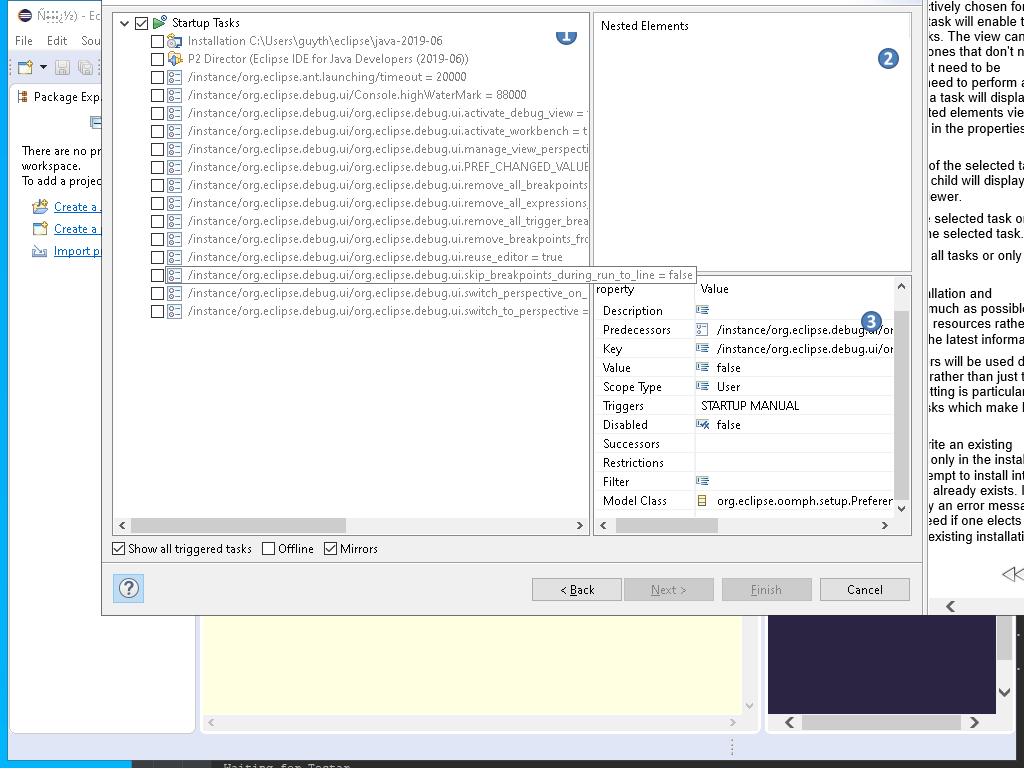 File Edit Sou
Package Exp
There are no pr
workspace.
To add a projec
Create a
Create a
Import p
Startup Tasks
Installation C:\Users\guyth\eclipse\java-2019-06
P2 Director (Eclipse IDE for Java Developers (2019-06))
/instance/org.eclipse.ant.launching/timeout = 20000
/instance/org.eclipse.debug.ui/Console.highWaterMark = 88000
/instance/org.eclipse.debug.ui/org.eclipse.debug.ui.activate_debug_view =
/instance/org.eclipse.debug.ui/org.eclipse.debug.ui.activate_workbench = t
/instance/org.eclipse.debug.ui/org.eclipse.debug.ui.manage_view_perspecti
/instance/org.eclipse.debug.ui/org.eclipse.debug.ui.PREF_CHANGED_VALUE
/instance/org.eclipse.debug.ui/org.eclipse.debug.ui.remove_all_breakpoints
/instance/org.eclipse.debug.ui/org.eclipse.debug.ui.remove_all_expressions
/instance/org.eclipse.debug.ui/org.eclipse.debug.ui.remove_all_trigger_brea
/instance/org.eclipse.debug.ui/org.eclipse.debug.ui.remove_breakpoints_fro
/instance/org.eclipse.debug.ui/org.eclipse.debug.ui.reuse_editor = true
/instance/org.eclipse.debug.ui/org.eclipse.debug.ui.skip_breakpoints_during_run_to_line = false
/instance/org.eclipse.debug.ui/org.eclipse.debug.ui.switch_perspective_on_
/instance/org.eclipse.debug.ui/org.eclipse.debug.ui.switch_to_perspective =
1
Nested Elements
2
roperty Value
3
Description
Predecessors /instance/org.eclipse.debug.ui/or
Key /instance/org.eclipse.debug.ui/or
Value false
Scope Type User
Triggers STARTUP MANUAL
Disabled false
Successors
Restrictions
Filter
Model Class org.eclipse.oomph.setup.Preferen
Show all triggered tasks Offline Mirrors
?
< Back Next > Finish Cancel
tively chosen for
task will enable t
ks. The view can
ones that don't n
t need to be
need to perform a
a task will displa
ted elements vie
in the properties
of the selected ta
child will display
ewer.
e selected task or
he selected task.
all tasks or only
llation and
much as possible
resources rathe
he latest informa
rs will be used d
rather than just t
tting is particular
sks which make
rite an existing
only in the instal
empt to install int
already exists. I
y an error messa
eed if one elects
existing installati
Waiting for Testar